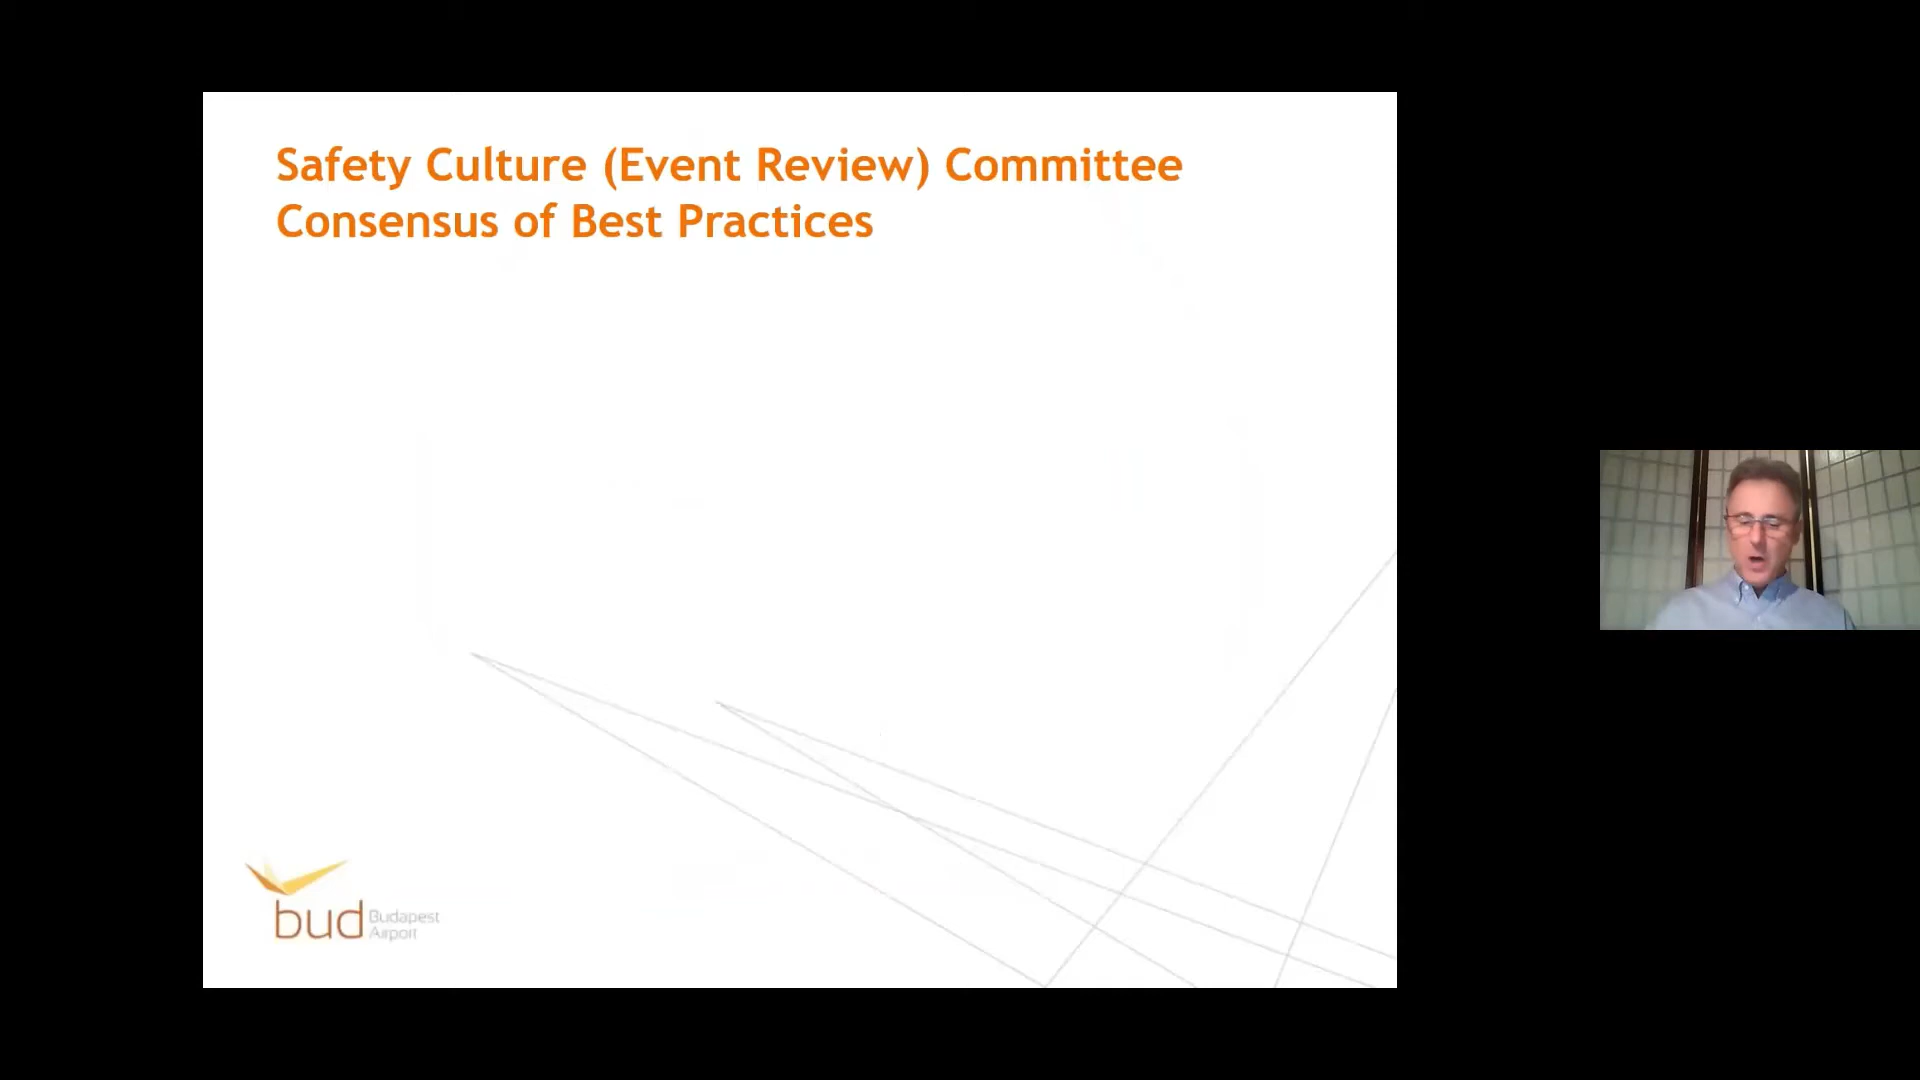 Safety Culture (Event Review) Committee
Consensus of Best Practices
bud Budapest
Airport